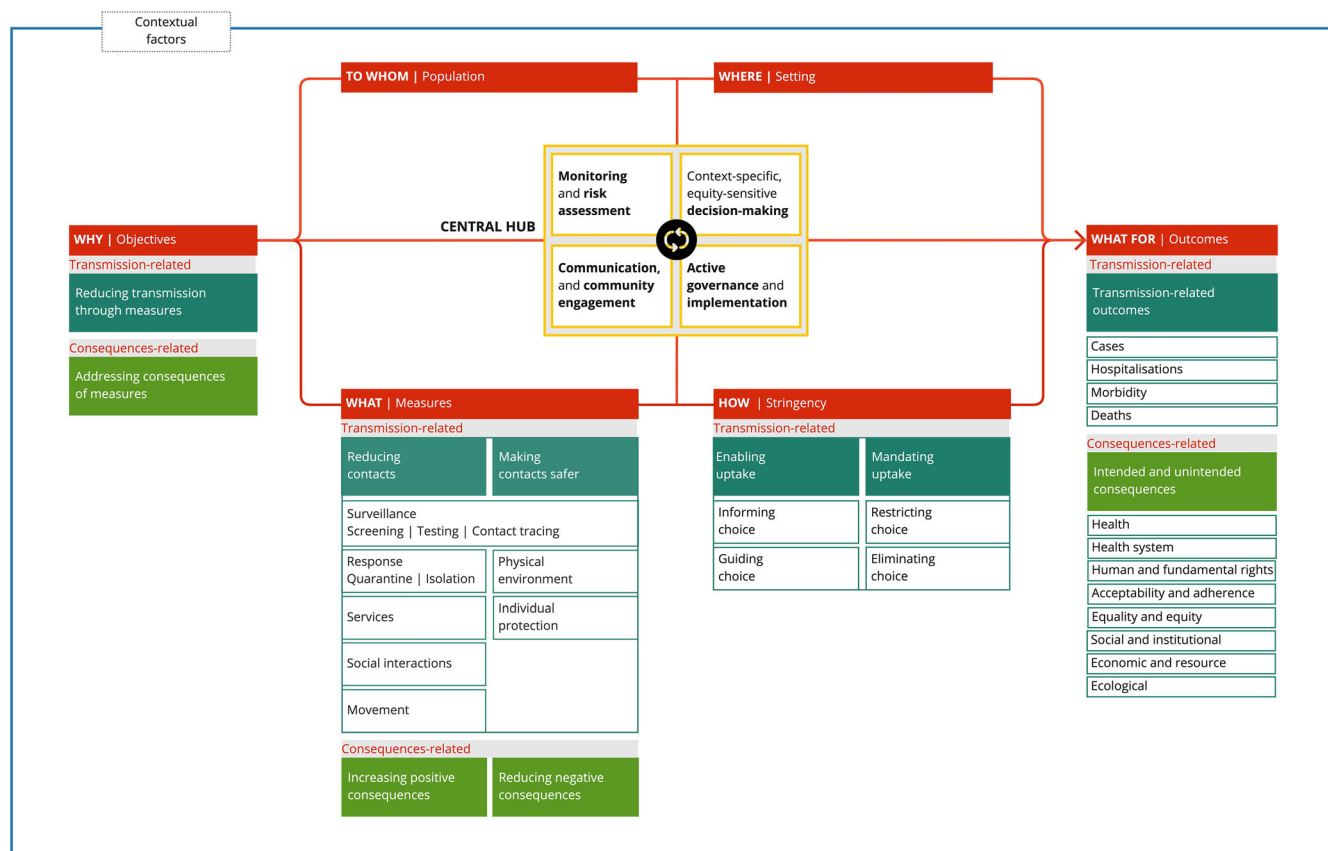 Contextual
factors
TO WHOM | Population
WHERE | Setting
CENTRAL HUB
Monitoring
and risk
assessment
Context-specific,
equity-sensitive
decision-making
Communication,
and community
engagement
Active
governance and
implementation
WHY | Objectives
Transmission-related
Reducing transmission
through measures
Consequences-related
Addressing consequences
of measures
WHAT | Measures
Transmission-related
Reducing
contacts
Making
contacts safer
Surveillance
Screening | Testing | Contact tracing
Response
Quarantine | Isolation
Physical
environment
Services
Individual
protection
Social interactions
Movement
Consequences-related
Increasing positive
consequences
Reducing negative
consequences
HOW | Stringency
Transmission-related
Enabling
uptake
Mandating
uptake
Informing
choice
Restricting
choice
Guiding
choice
Eliminating
choice
WHAT FOR | Outcomes
Transmission-related
Transmission-related
outcomes
Cases
Hospitalisations
Morbidity
Deaths
Consequences-related
Intended and unintended
consequences
Health
Health system
Human and fundamental rights
Acceptability and adherence
Equality and equity
Social and institutional
Economic and resource
Ecological